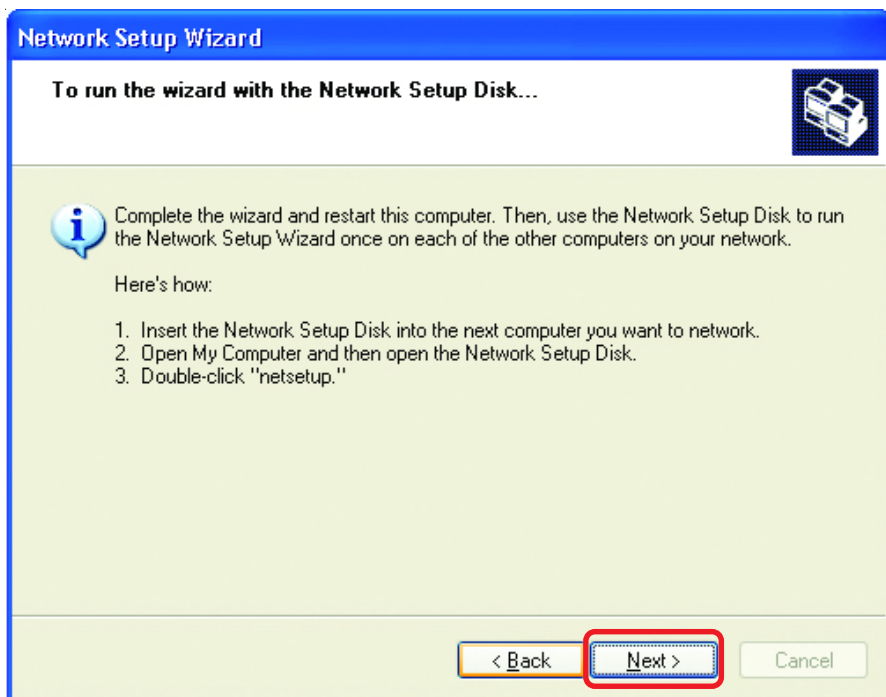 Network Setup Wizard
To run the wizard with the Network Setup Disk...
Complete the wizard and restart this computer. Then, use the Network Setup Disk to run
the Network Setup Wizard once on each of the other computers on your network.
Here's how:
1. Insert the Network Setup Disk into the next computer you want to network.
2. Open My Computer and then open the Network Setup Disk.
3. Double-click "netsetup."
< Back
Next >
Cancel